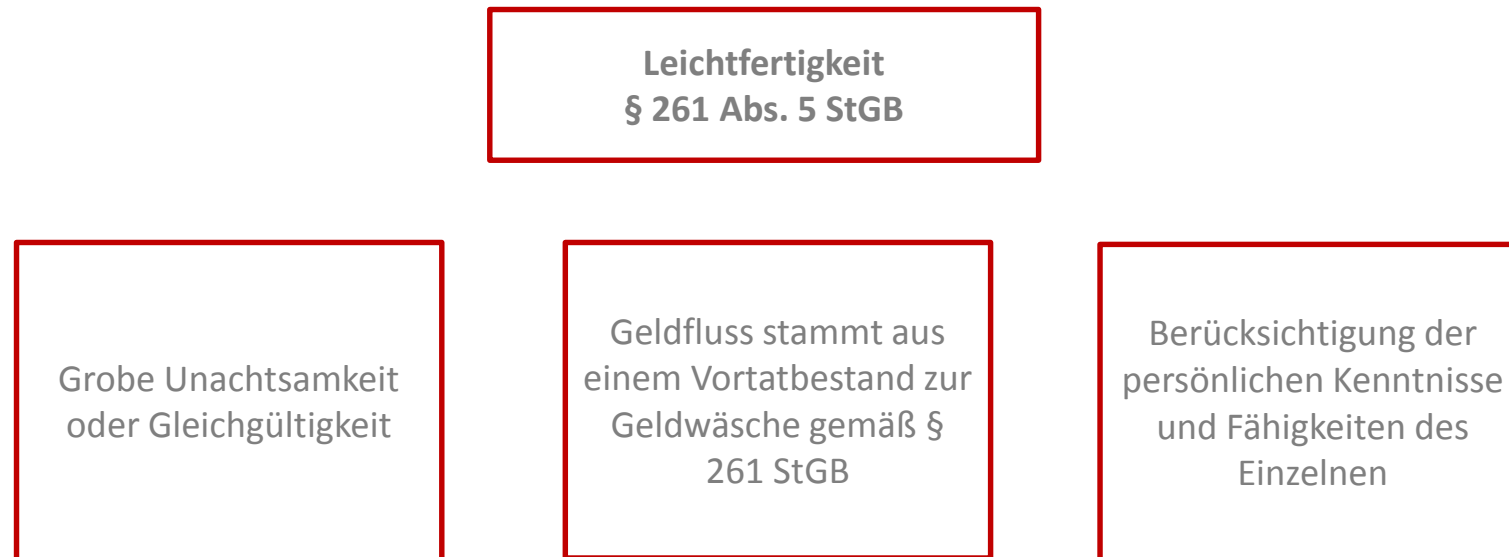 Leichtfertigkeit
§ 261 Abs. 5 StGB
Grobe Unachtsamkeit
oder Gleichgültigkeit
Geldfluss stammt aus
einem Vortatbestand zur
Geldwäsche gemäß §
261 StGB
Berücksichtigung der
persönlichen Kenntnisse
und Fähigkeiten des
Einzelnen